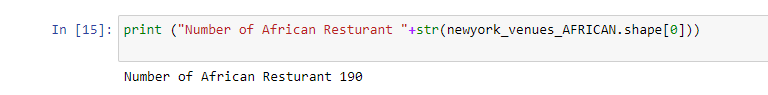 In [15]: print ("Number of African Resturant "+str(newyork_venues_AFRICAN.shape[0]))
Number of African Resturant 190